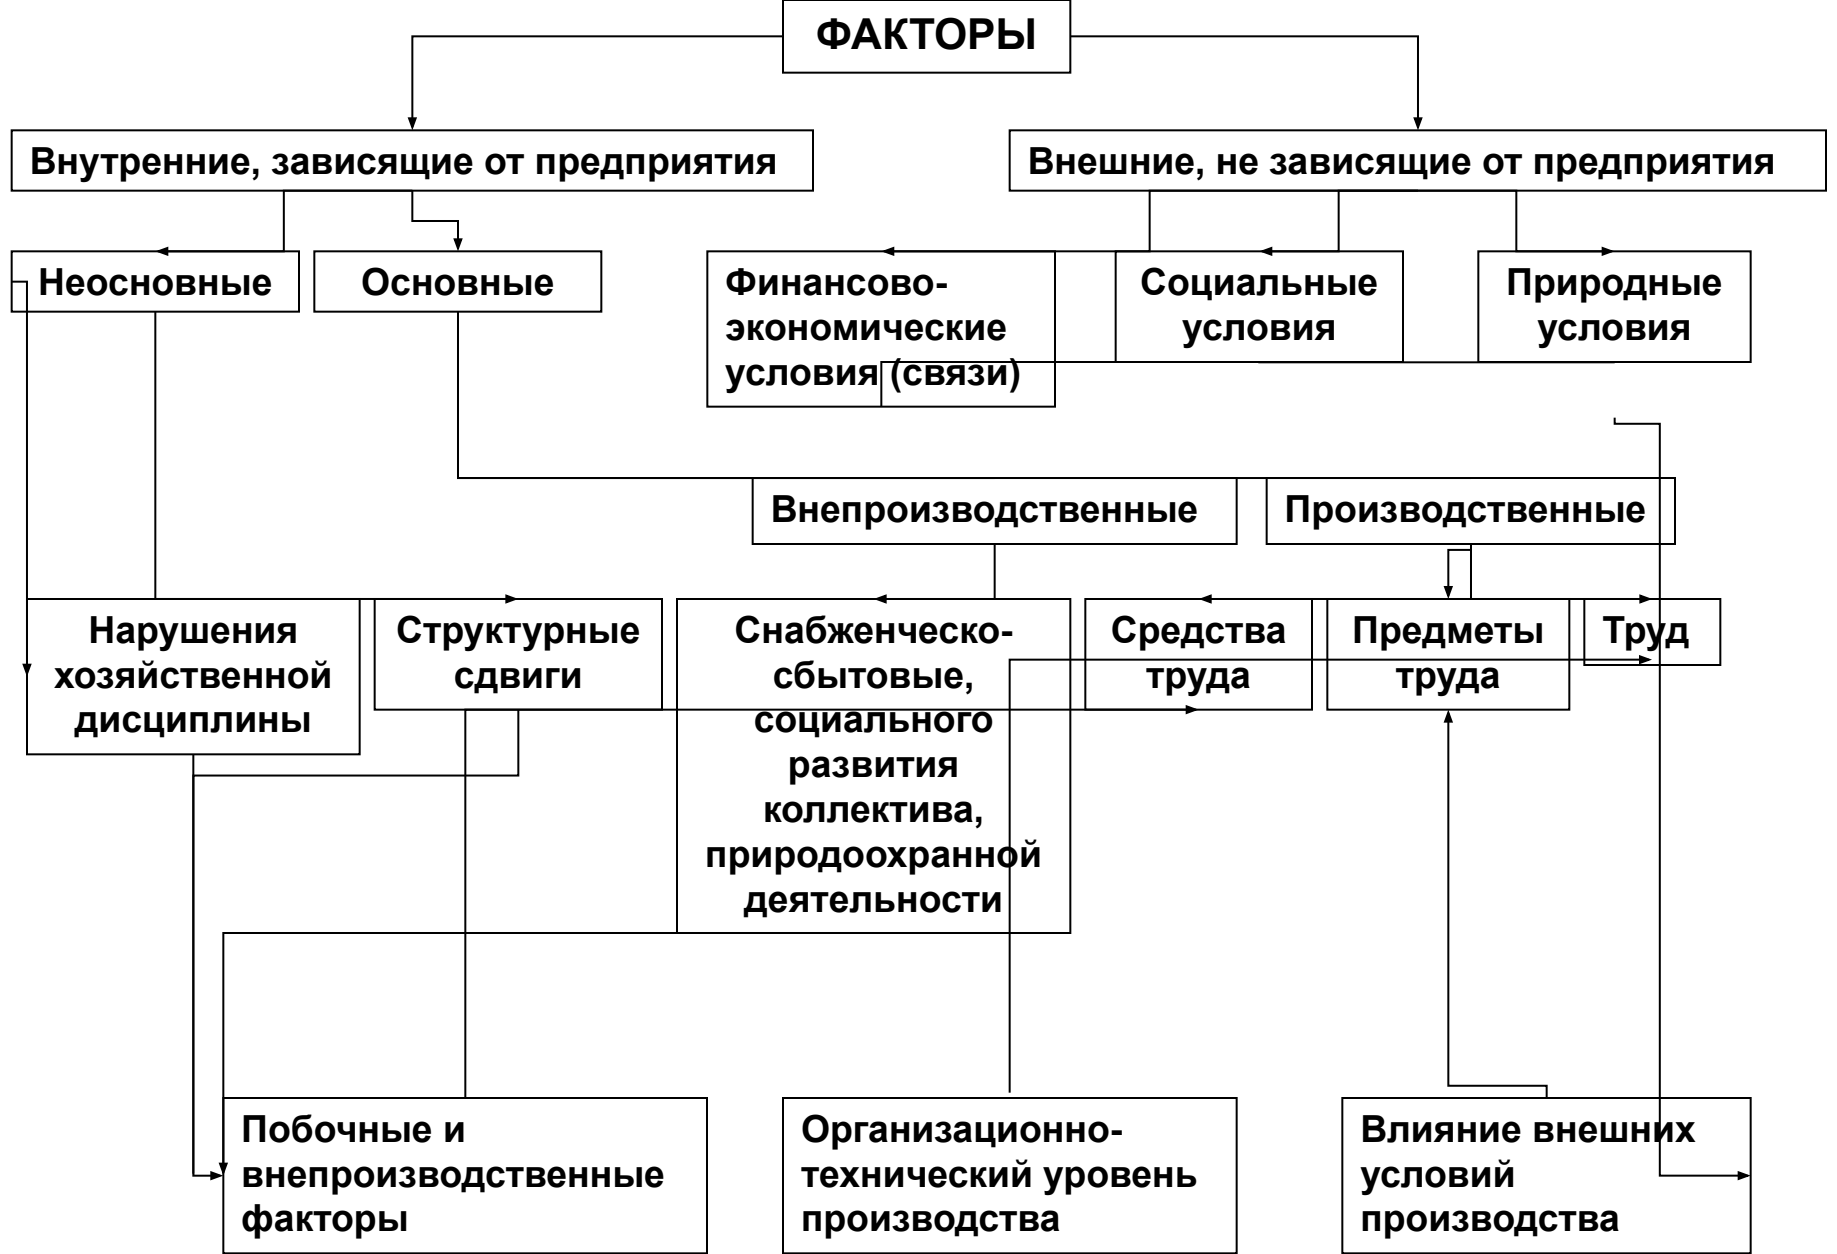 ФАКТОРЫ
Внутренние, зависящие от предприятия
Внешние, не зависящие от предприятия
Неосновные
Основные
Финансово-
экономические
условия (связи)
Социальные
условия
Природные
условия
Внепроизводственные
Производственные
Нарушения
хозяйственной
дисциплины
Структурные
сдвиги
Снабженческо-
сбытовые,
социального
развития
коллектива,
природоохранной
деятельности
Средства
труда
Предметы
труда
Труд
Побочные и
внепроизводственные
факторы
Организационно-
технический уровень
производства
Влияние внешних
условий
производства